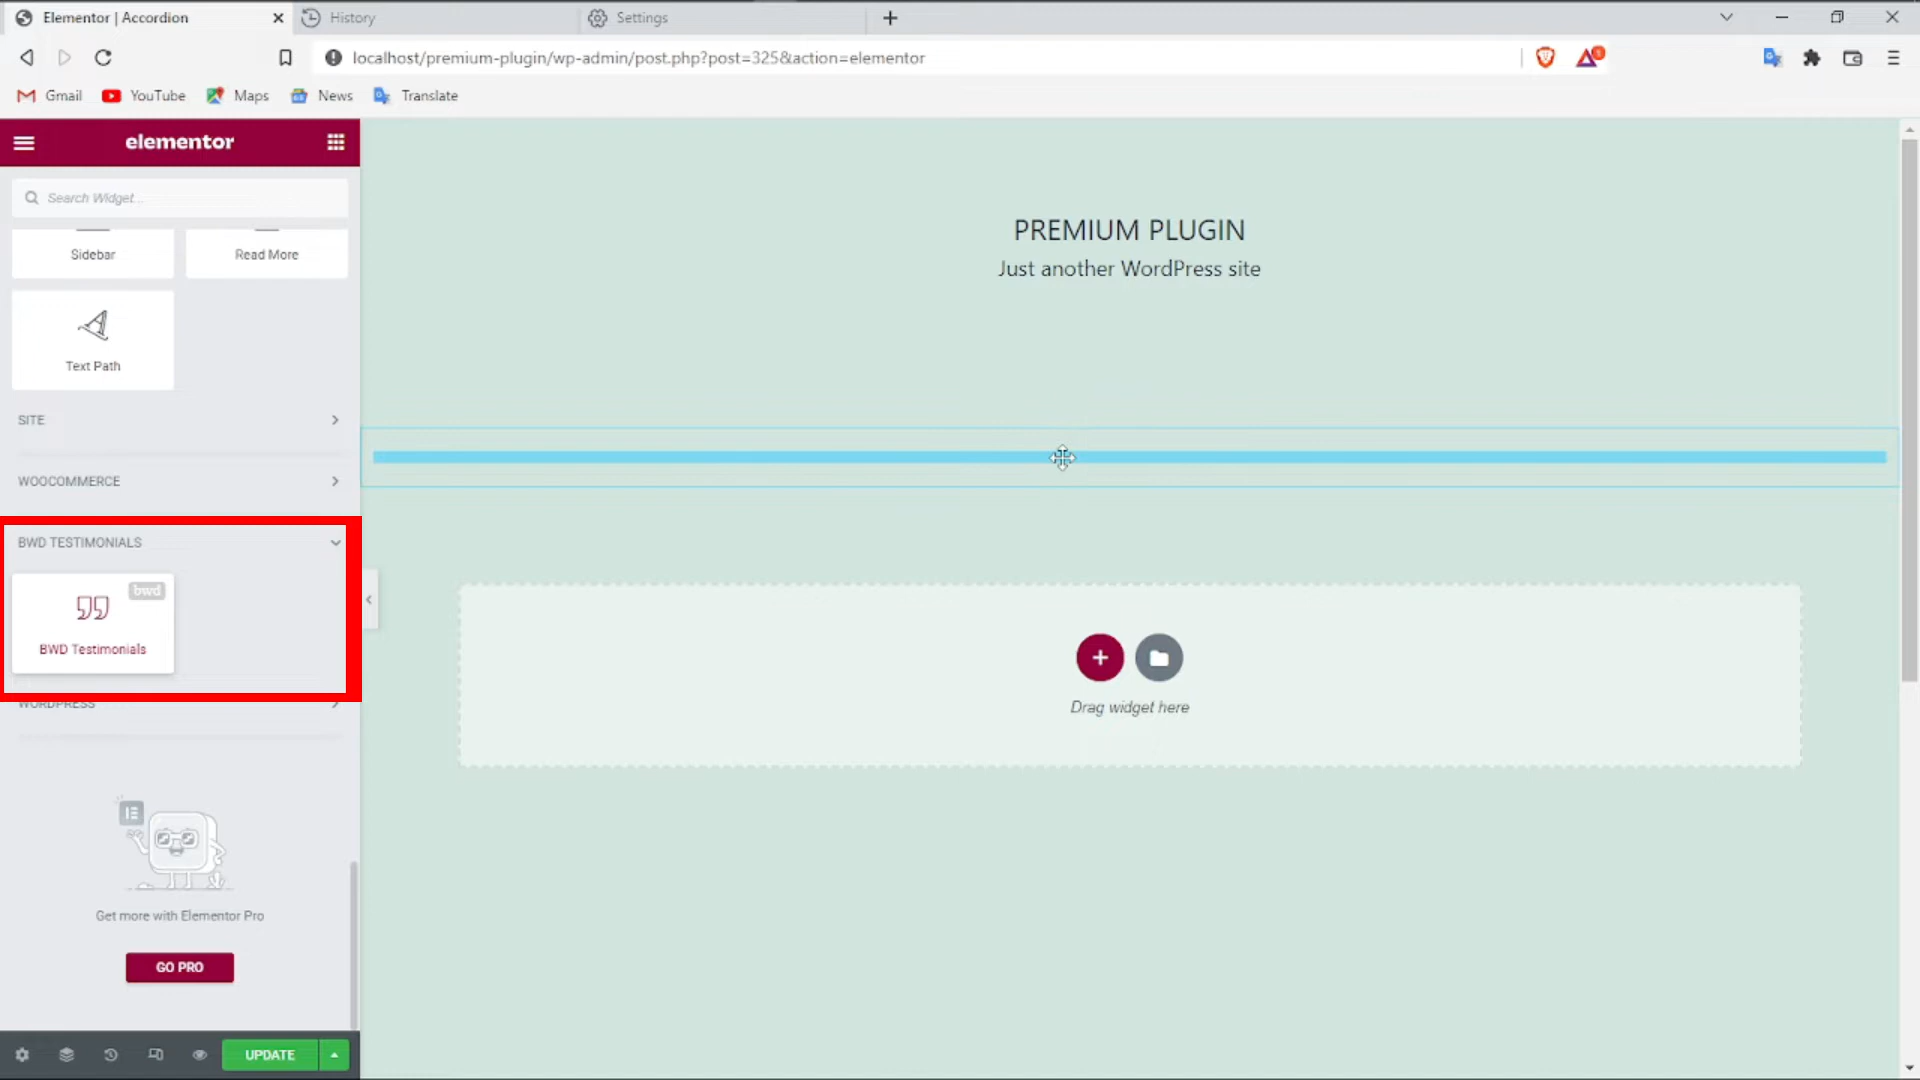 Elementor | Accordion
History
Settings
localhost/premium-plugin/wp-admin/post.php?post=325&action=elementor
Gmail
YouTube
Maps
News
Translate
elementor
Search Widget...
Sidebar
Read More
Text Path
SITE
WOOCOMMERCE
BWD TESTIMONIALS
bwd
BWD Testimonials
WORDPRESS
Get more with Elementor Pro
GO PRO
UPDATE
PREMIUM PLUGIN
Just another WordPress site
Drag widget here